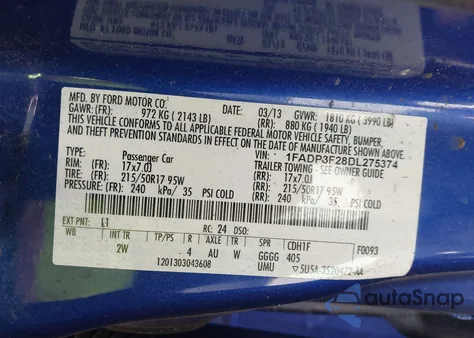 MFD. BY FORD MOTOR CO.
DATE: 03/13 GVWR: 1810 KG (3990 LB)
GAWR: (FR): 972 KG (2143 LB) (RR): 880 KG (1940 LB)
THIS VEHICLE CONFORMS TO ALL APPLICABLE FEDERAL MOTOR VEHICLE SAFETY, BUMPER,
AND THEFT PREVENTION STANDARDS IN EFFECT ON THE DATE OF MANUFACTURE SHOWN ABOVE.
VIN: 1FADP3F28DL275374
TYPE: Passenger Car TRAILER TOWING - SEE OWNER GUIDE
(FR): 17x7.0J (RR): 17x7.0J
(FR): 215/50R17 95W (RR): 215/50R17 95W
(FR): 240 kPa/ 35 PSI COLD (RR): 240 kPa/ 35 PSI COLD
EXT PNT: L1 RC: 24 DSO:
WB INT TR TP/PS R AXLE TR SPR CDH1F F0093
2W 4 AU W GGGG 405
1201303043608 UMU 5U5A-3520472-AA
autoSnap